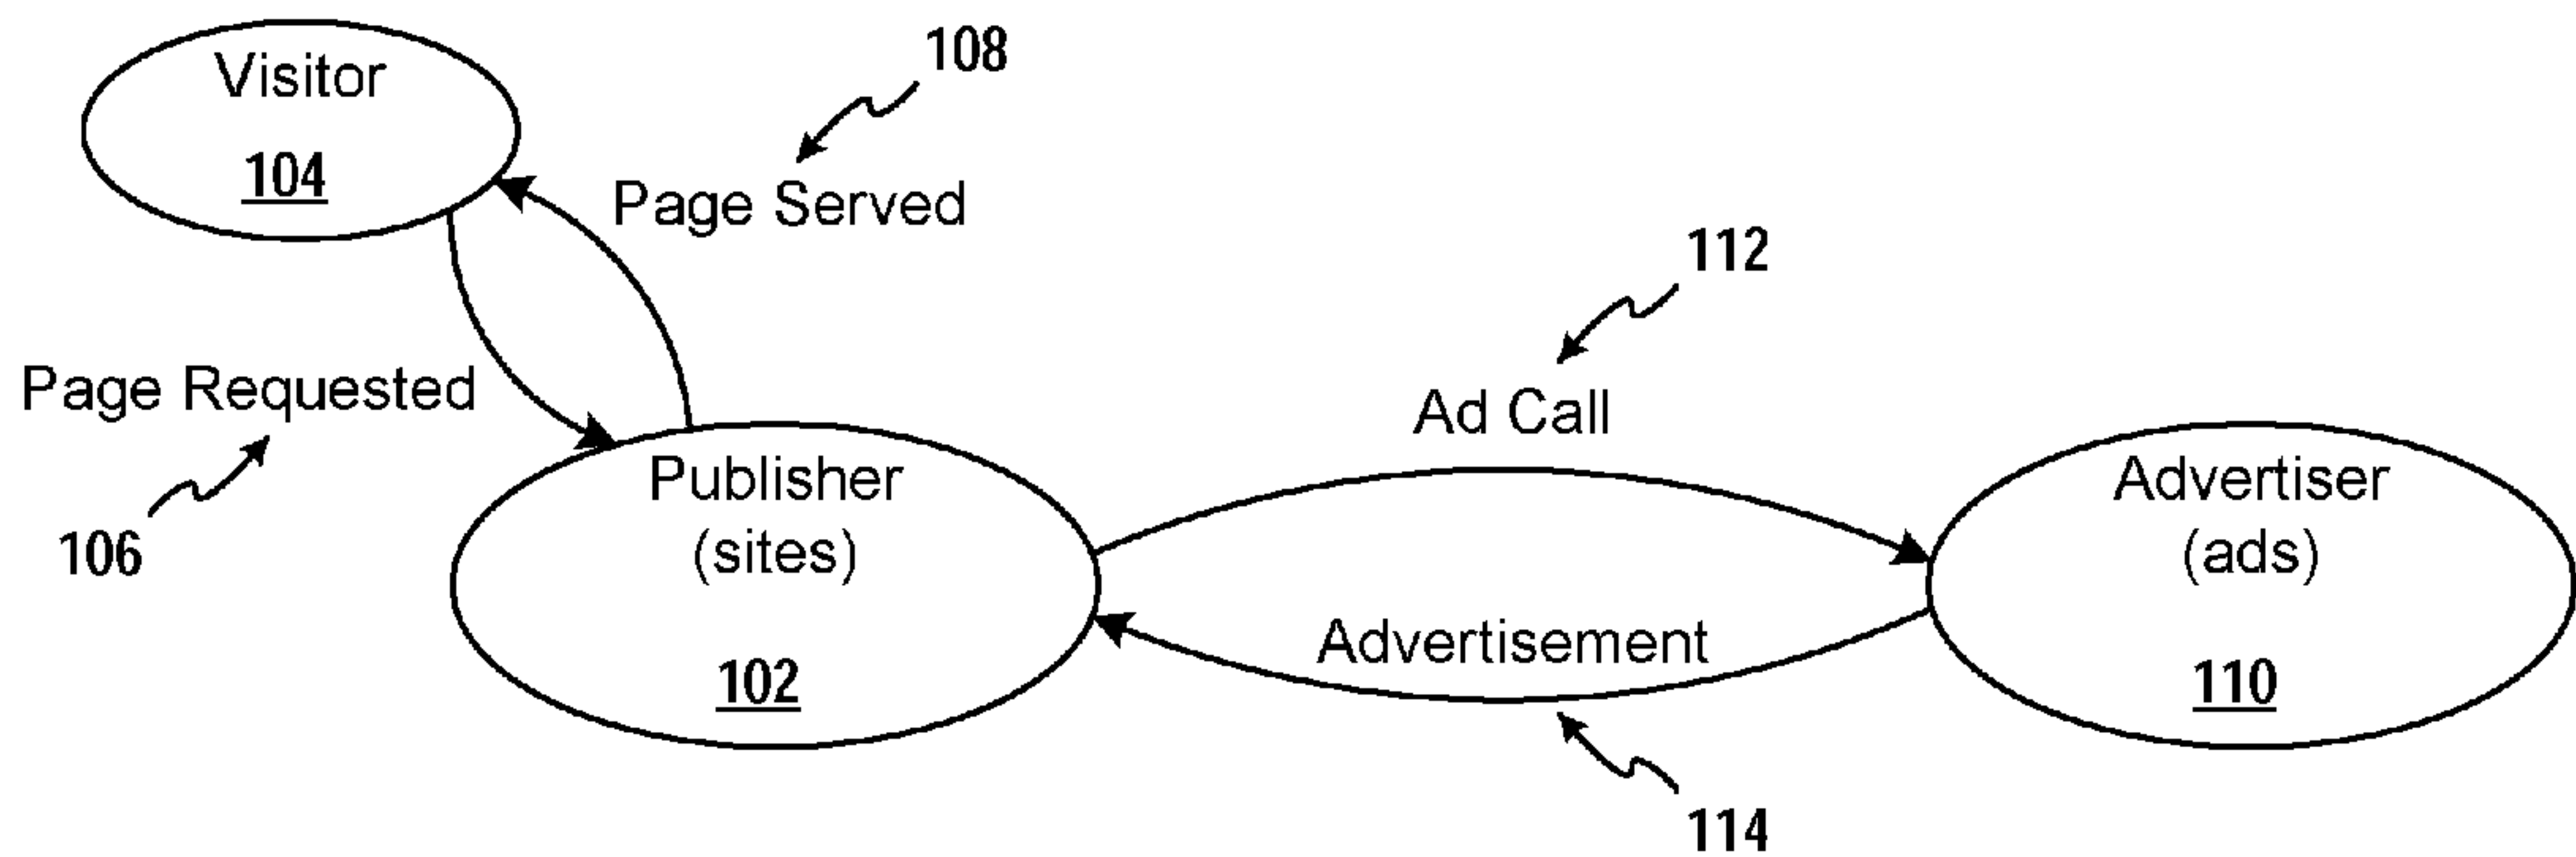 Visitor
104
108
Page Served
112
Page Requested
106
Ad Call
Publisher
(sites)
102
Advertisement
114
Advertiser
(ads)
110